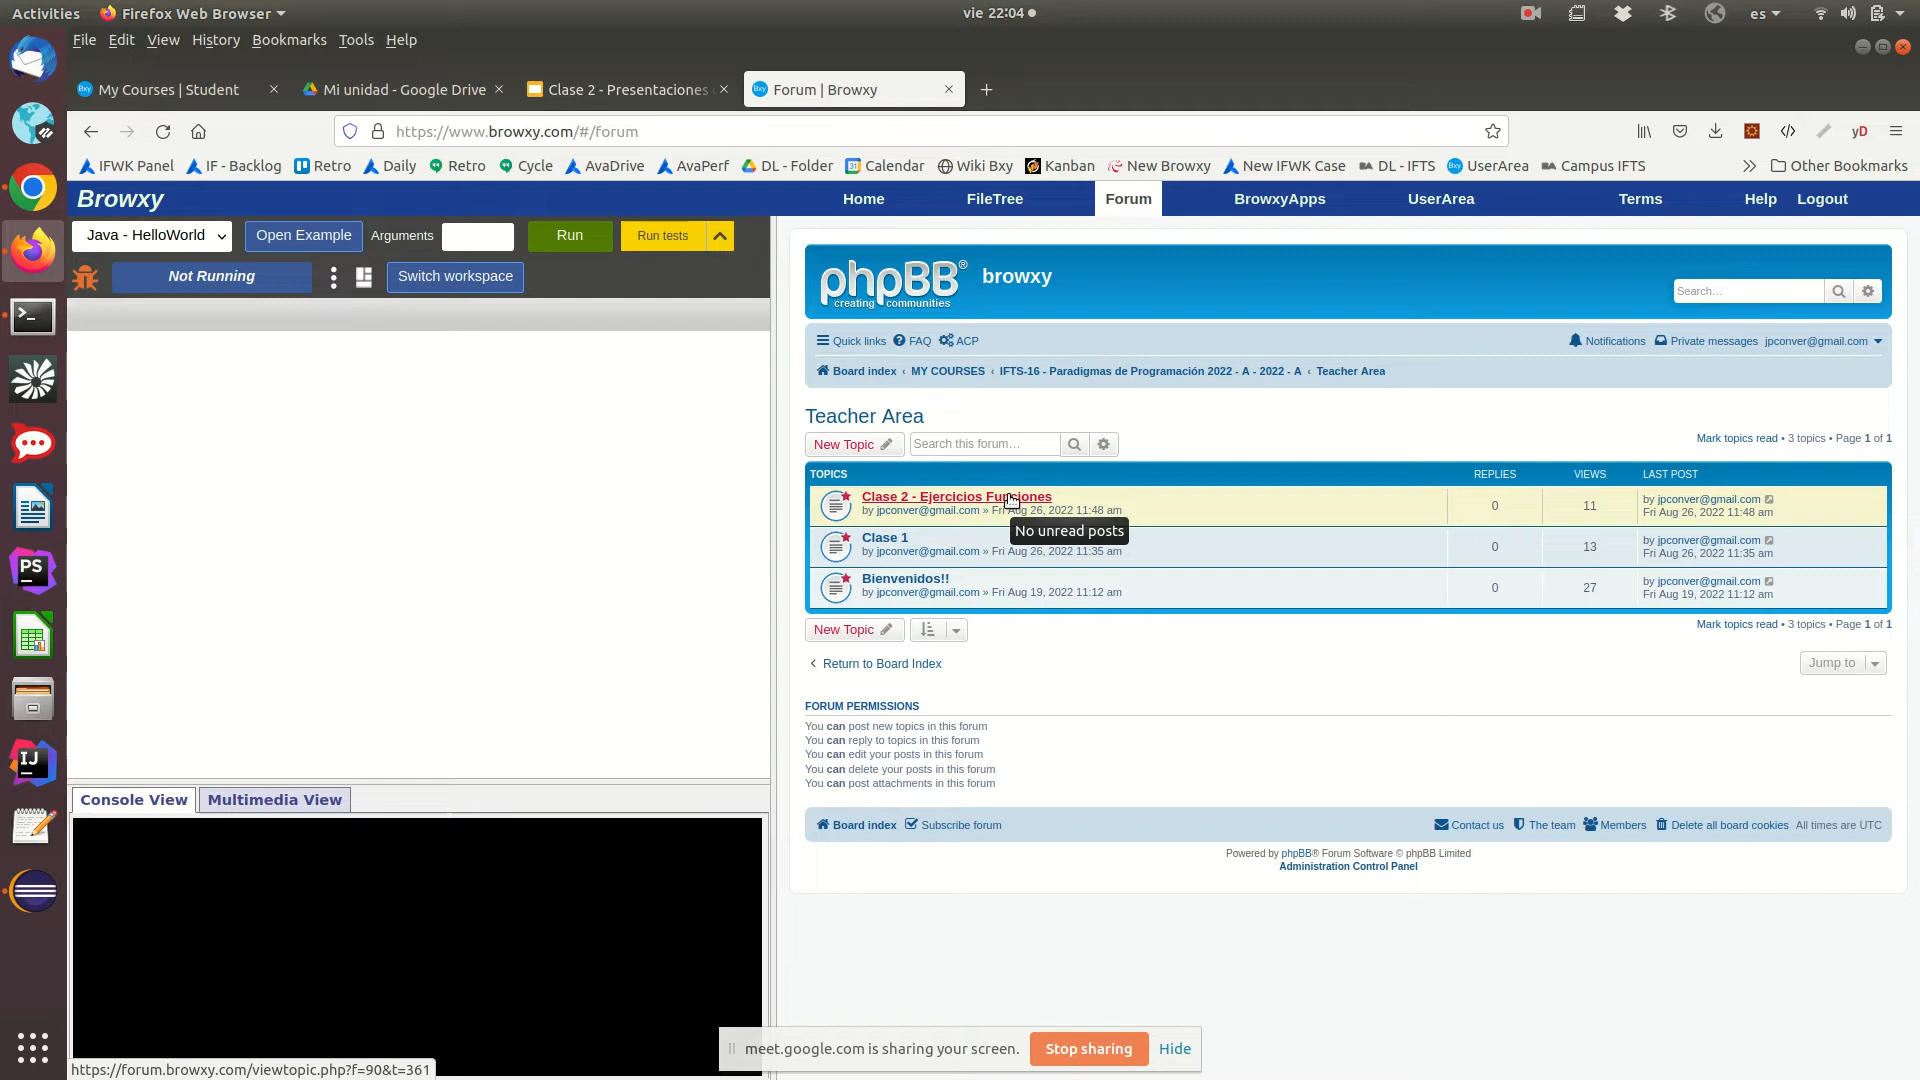 Activities Firefox Web Browser vie 22:04 es
File Edit View History Bookmarks Tools Help
My Courses | Student Mi unidad - Google Drive Clase 2 - Presentaciones Forum | Browxy
https://www.browxy.com/#/forum yD
IFWK Panel IF - Backlog Retro Daily Retro Cycle AvaDrive AvaPerf DL - Folder Calendar Wiki Bxy Kanban New Browxy New IFWK Case DL - IFTS UserArea Campus IFTS Other Bookmarks
Browxy Home FileTree Forum BrowxyApps UserArea Terms Help Logout
Java - HelloWorld Open Example Arguments Run Run tests
Not Running Switch workspace
phpBB® creating communities browxy
Search…
Quick links FAQ ACP Notifications Private messages jpconver@gmail.com
Board index ‹ MY COURSES ‹ IFTS-16 - Paradigmas de Programación 2022 - A - 2022 - A ‹ Teacher Area
Teacher Area
New Topic Search this forum… Mark topics read • 3 topics • Page 1 of 1
TOPICS REPLIES VIEWS LAST POST
Clase 2 - Ejercicios Funciones 0 11 by jpconver@gmail.com
by jpconver@gmail.com » Fri Aug 26, 2022 11:48 am Fri Aug 26, 2022 11:48 am
No unread posts
Clase 1 0 13 by jpconver@gmail.com
by jpconver@gmail.com » Fri Aug 26, 2022 11:35 am Fri Aug 26, 2022 11:35 am
Bienvenidos!! 0 27 by jpconver@gmail.com
by jpconver@gmail.com » Fri Aug 19, 2022 11:12 am Fri Aug 19, 2022 11:12 am
New Topic Mark topics read • 3 topics • Page 1 of 1
Return to Board Index Jump to
FORUM PERMISSIONS
You can post new topics in this forum
You can reply to topics in this forum
You can edit your posts in this forum
You can delete your posts in this forum
You can post attachments in this forum
Console View Multimedia View
Board index Subscribe forum Contact us The team Members Delete all board cookies All times are UTC
Powered by phpBB® Forum Software © phpBB Limited
Administration Control Panel
meet.google.com is sharing your screen. Stop sharing Hide
https://forum.browxy.com/viewtopic.php?f=90&t=361
PS
IJ